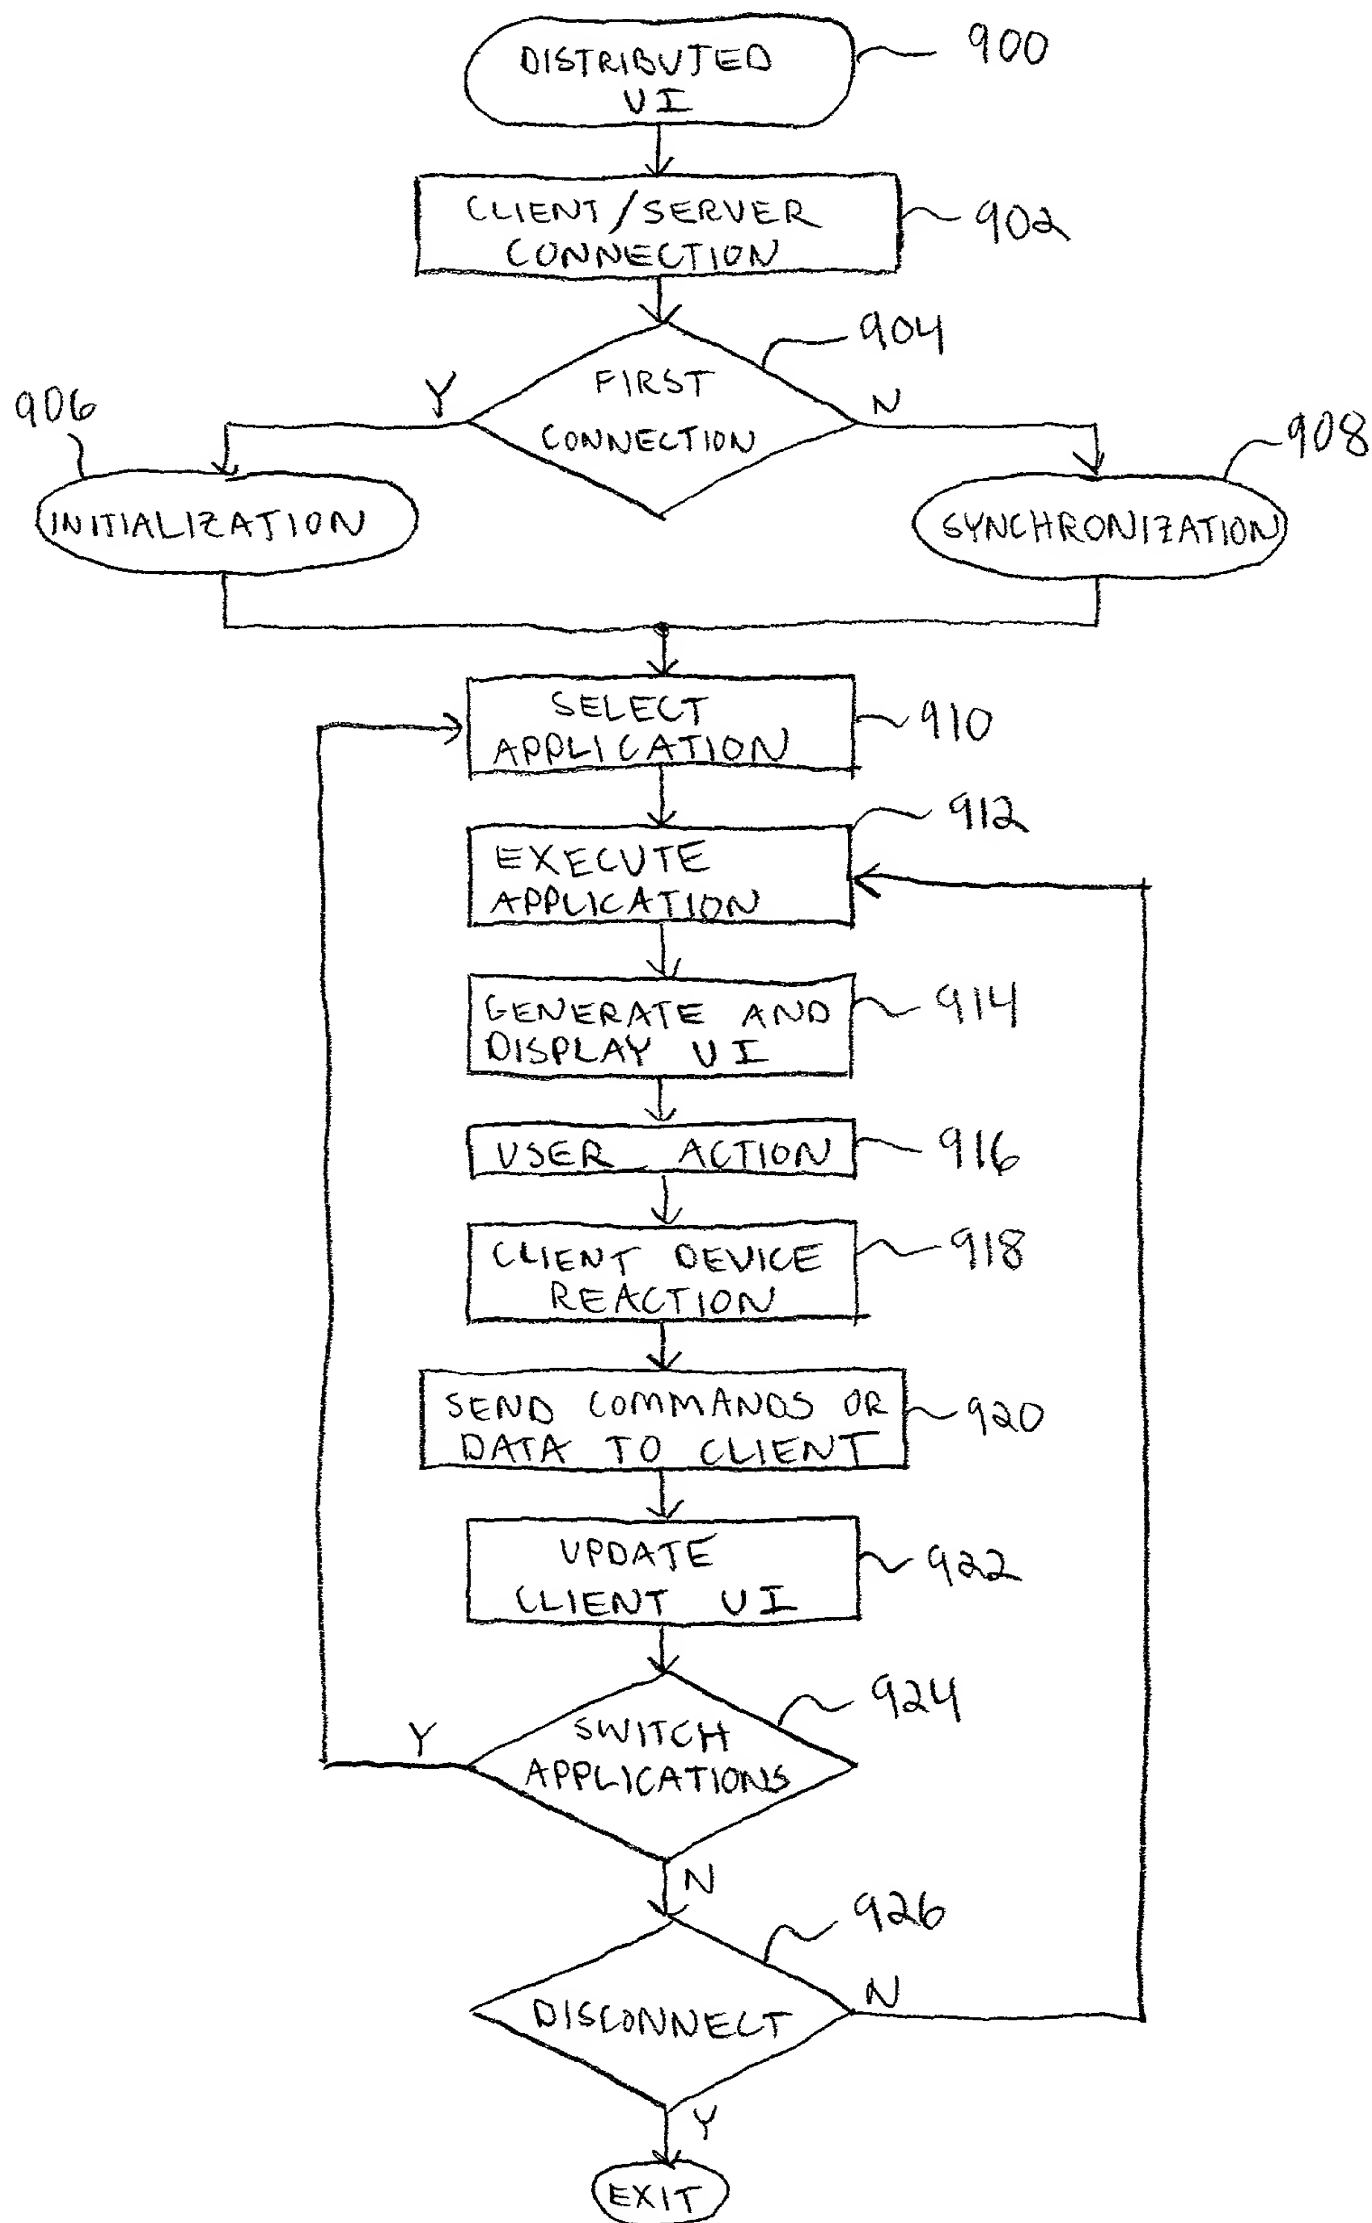 DISTRIBUTED
UI
900
CLIENT/SERVER
CONNECTION
902
904
FIRST
CONNECTION
Y
N
906
INITIALIZATION
908
SYNCHRONIZATION
SELECT
APPLICATION
910
EXECUTE
APPLICATION
912
GENERATE AND
DISPLAY UI
914
USER ACTION
916
CLIENT DEVICE
REACTION
918
SEND COMMANDS OR
DATA TO CLIENT
920
UPDATE
CLIENT UI
922
924
SWITCH
APPLICATIONS
Y
N
926
DISCONNECT
N
Y
EXIT